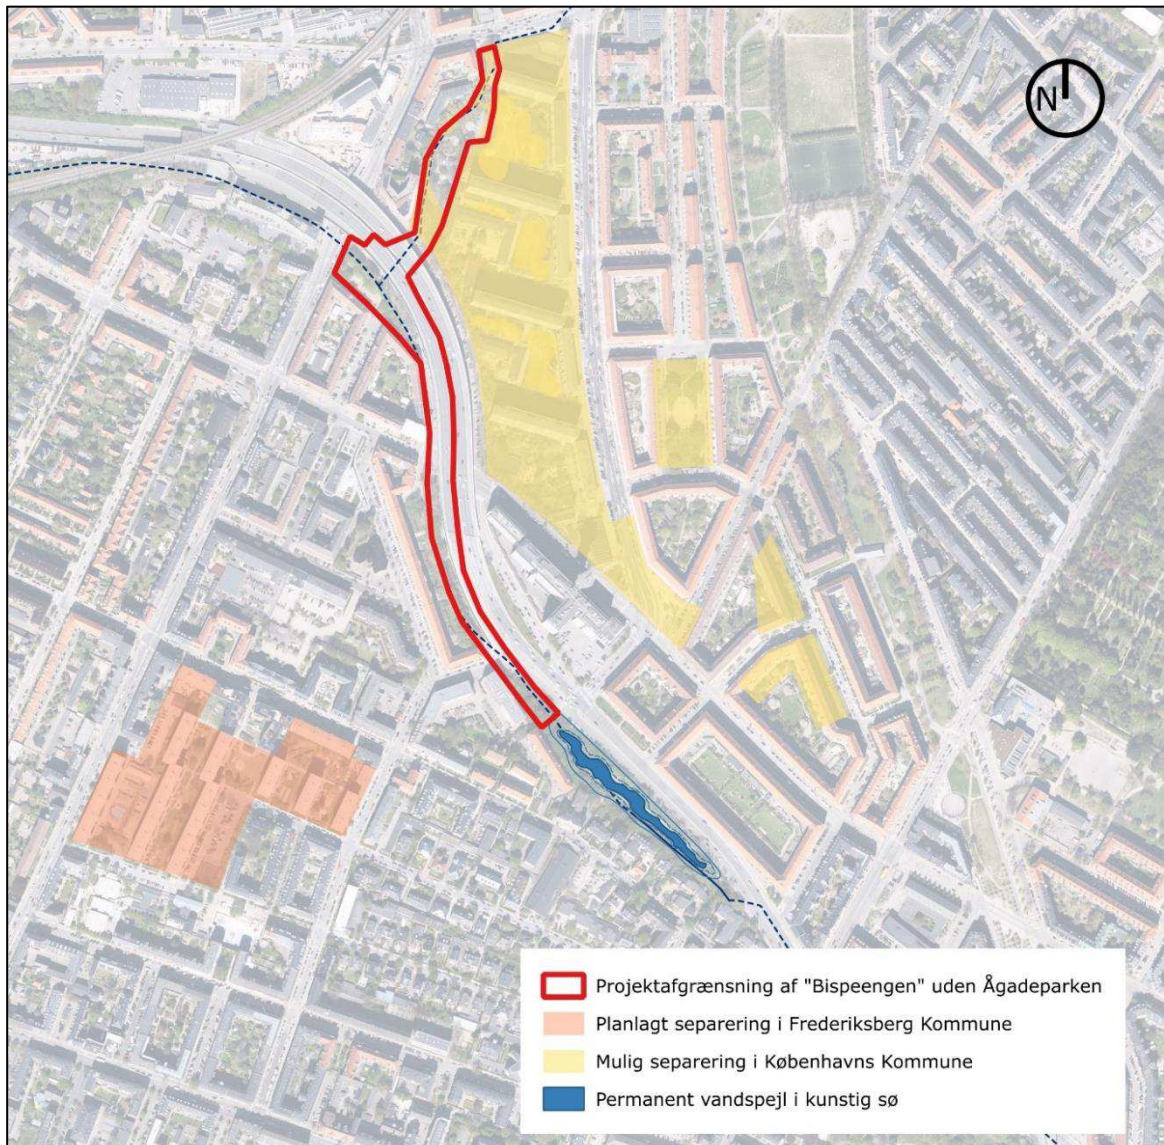 N
Projektafgrænsning af "Bispeengen" uden Ågadeparken
Planlagt separering i Frederiksberg Kommune
Mulig separering i Københavns Kommune
Permanent vandspejl i kunstig sø